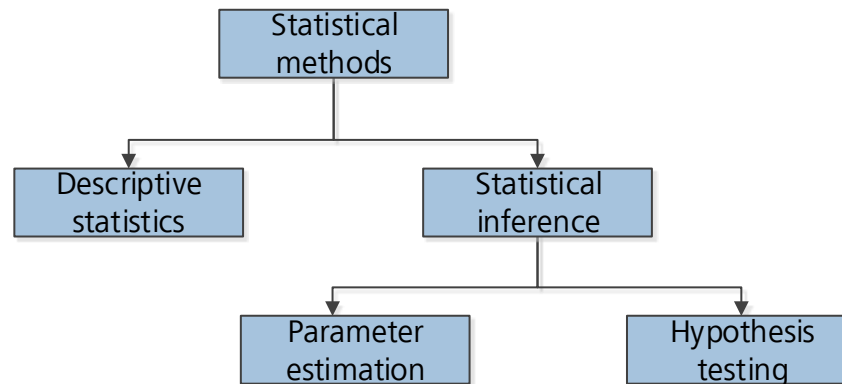 Statistical
methods
Descriptive
statistics
Statistical
inference
Parameter
estimation
Hypothesis
testing